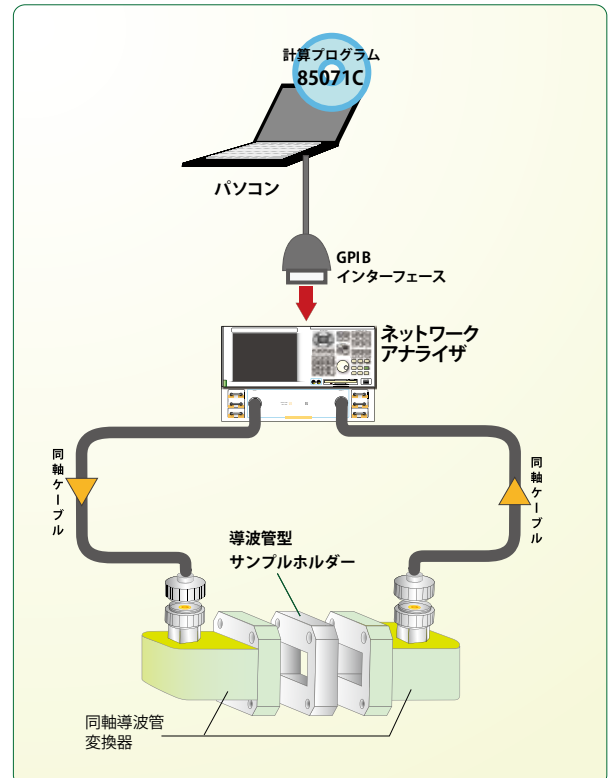 計算プログラム
85071C
パソコン
GPIB
インターフェース
ネットワーク
アナライザ
同軸ケーブル
同軸ケーブル
導波管型
サンプルホルダー
同軸導波管
変換器